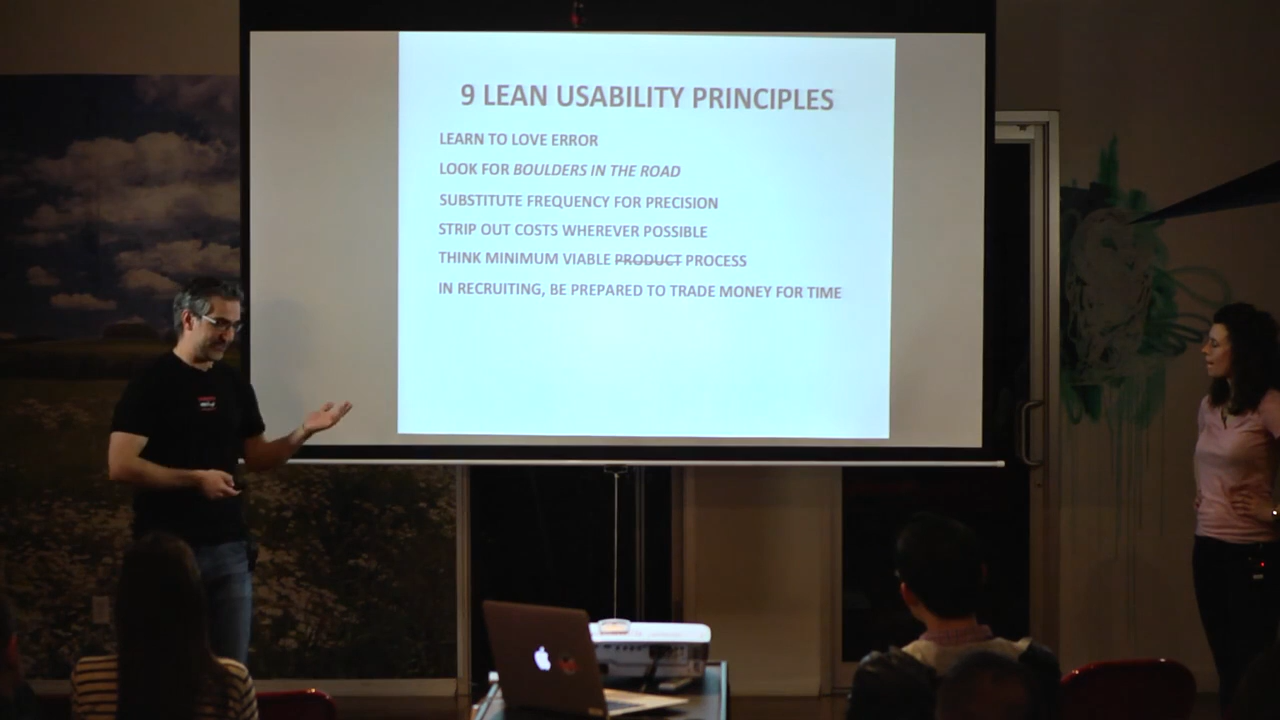 9 LEAN USABILITY PRINCIPLES
LEARN TO LOVE ERROR
LOOK FOR BOULDERS IN THE ROAD
SUBSTITUTE FREQUENCY FOR PRECISION
STRIP OUT COSTS WHEREVER POSSIBLE
THINK MINIMUM VIABLE PRODUCT PROCESS
IN RECRUITING, BE PREPARED TO TRADE MONEY FOR TIME